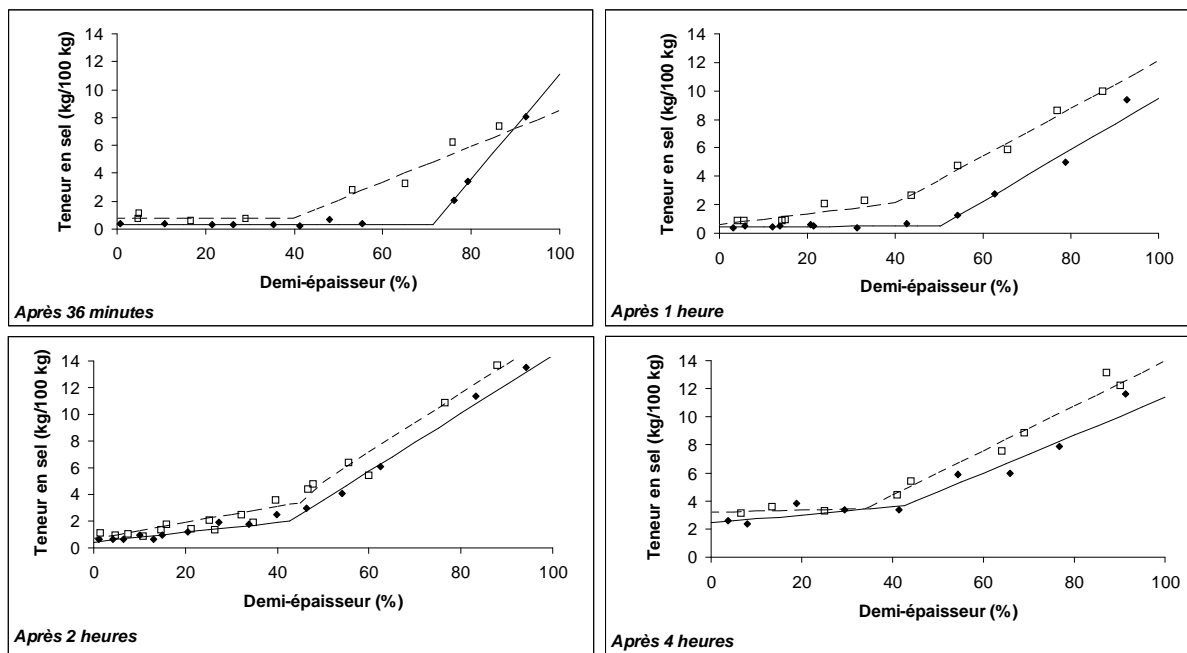 14
12
10
8
6
4
2
0
Teneur en sel (kg/100 kg)
0 20 40 60 80 100
Demi-épaisseur (%)
Après 36 minutes
14
12
10
8
6
4
2
0
Teneur en sel (kg/100 kg)
0 20 40 60 80 100
Demi-épaisseur (%)
Après 1 heure
14
12
10
8
6
4
2
0
Teneur en sel (kg/100 kg)
0 20 40 60 80 100
Demi-épaisseur (%)
Après 2 heures
14
12
10
8
6
4
2
0
Teneur en sel (kg/100 kg)
0 20 40 60 80 100
Demi-épaisseur (%)
Après 4 heures